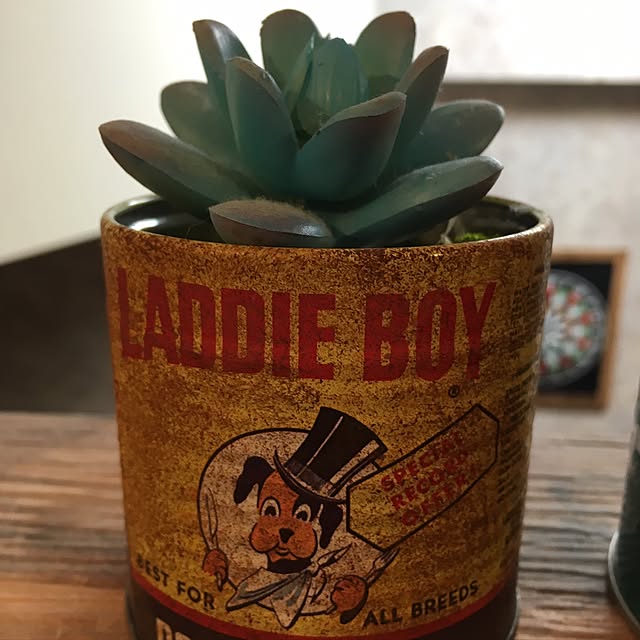 LADDIE BOY
®
SPECIAL
RECORD
OFFER
BEST FOR
ALL BREEDS